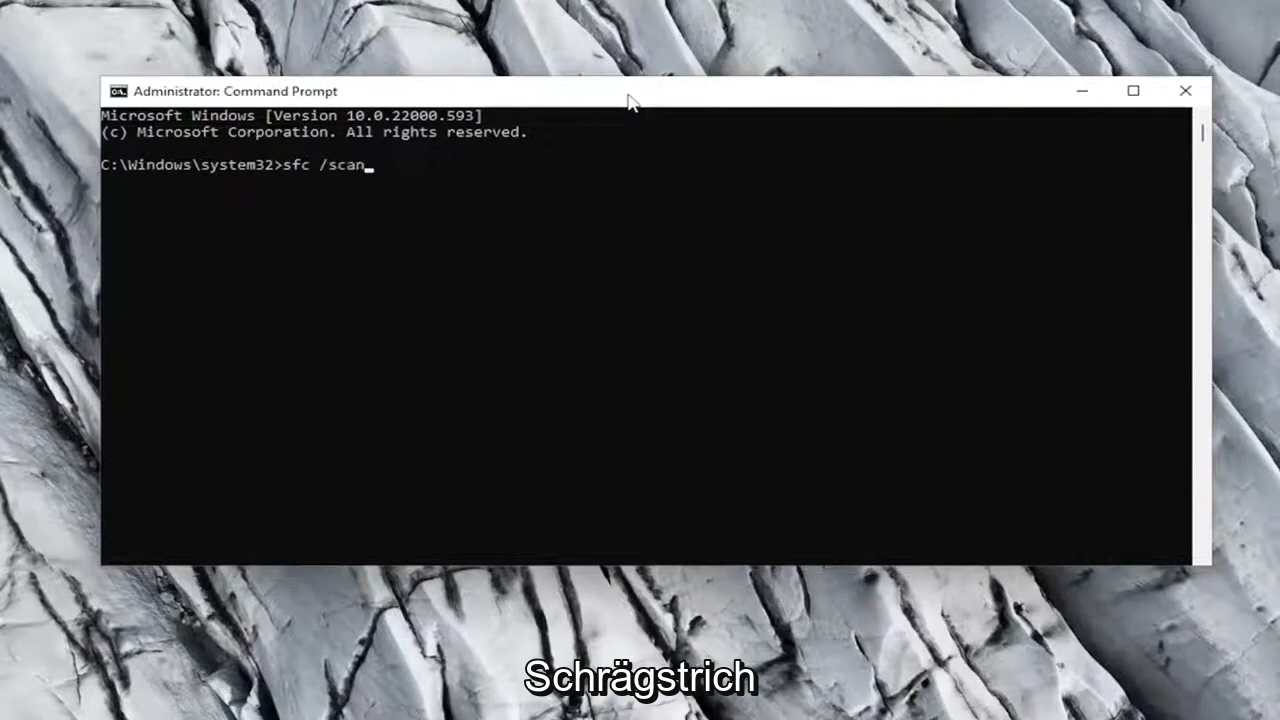 Administrator: Command Prompt
Microsoft Windows [Version 10.0.22000.593]
(c) Microsoft Corporation. All rights reserved.
C:\Windows\system32>sfc /scan
Schrägstrich